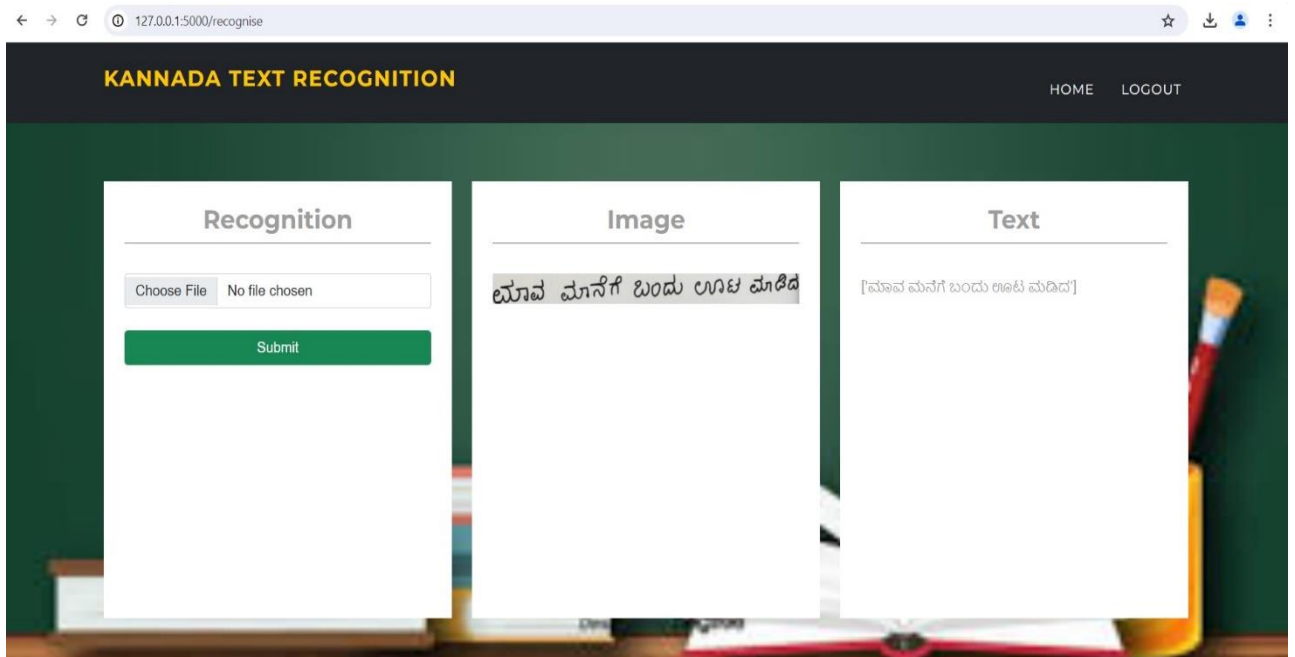 127.0.0.1:5000/recognise
KANNADA TEXT RECOGNITION
HOME LOGOUT
Recognition
Choose File No file chosen
Submit
Image
ಮಾವ ಮಾನೆಗೆ ಬಂದು ಊಟ ಮಾಡಿದ
Text
['ಮಾವ ಮನೆಗೆ ಬಂದು ಊಟ ಮಡಿದ']